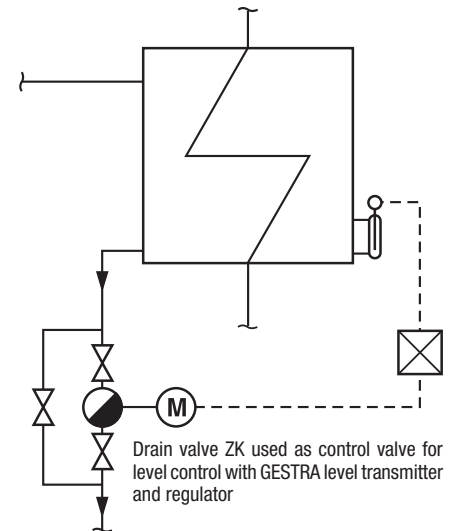 M
Drain valve ZK used as control valve for
level control with GESTRA level transmitter
and regulator